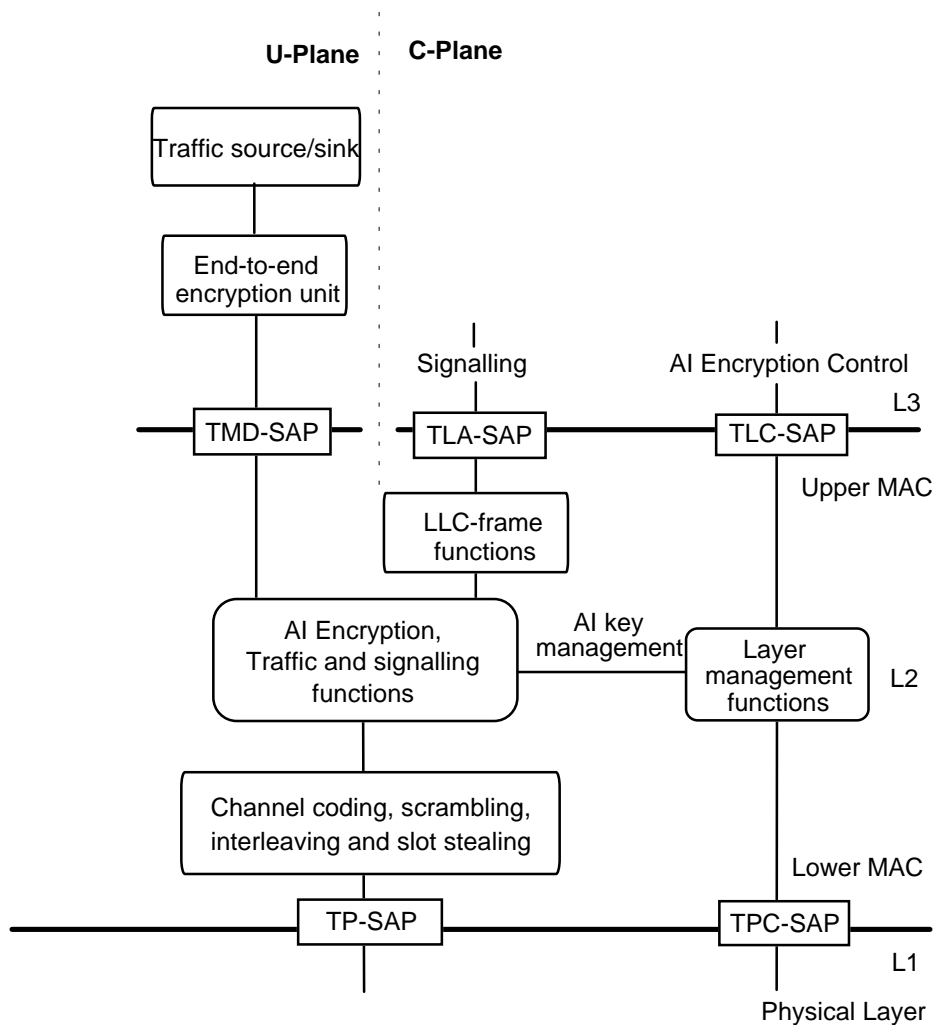 U-Plane
C-Plane
Traffic source/sink
End-to-end
encryption unit
Signalling
AI Encryption Control
L3
TMD-SAP
TLA-SAP
TLC-SAP
Upper MAC
LLC-frame
functions
AI Encryption,
Traffic and signalling
functions
AI key
management
Layer
management
functions
L2
Channel coding, scrambling,
interleaving and slot stealing
Lower MAC
TP-SAP
TPC-SAP
L1
Physical Layer